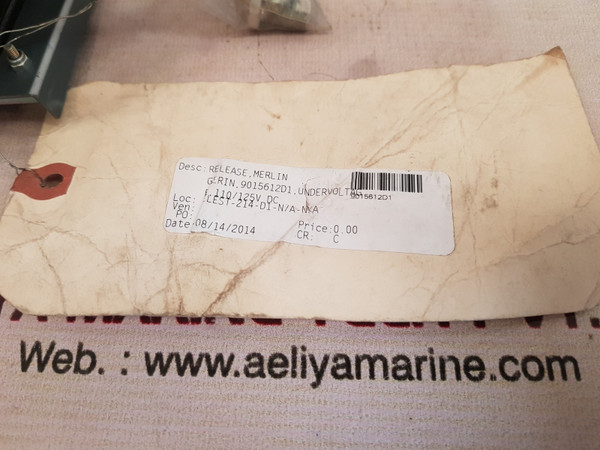 Desc: RELEASE,MERLIN
GERIN,9015612D1,UNDERVOLTAG
E,110/125V DC
9015612D1
Loc: LEST-214-D1-N/A-N/A
Ven:
PO: Price:0.00
Date:08/14/2014 CR: C
Web. : www.aeliyamarine.com